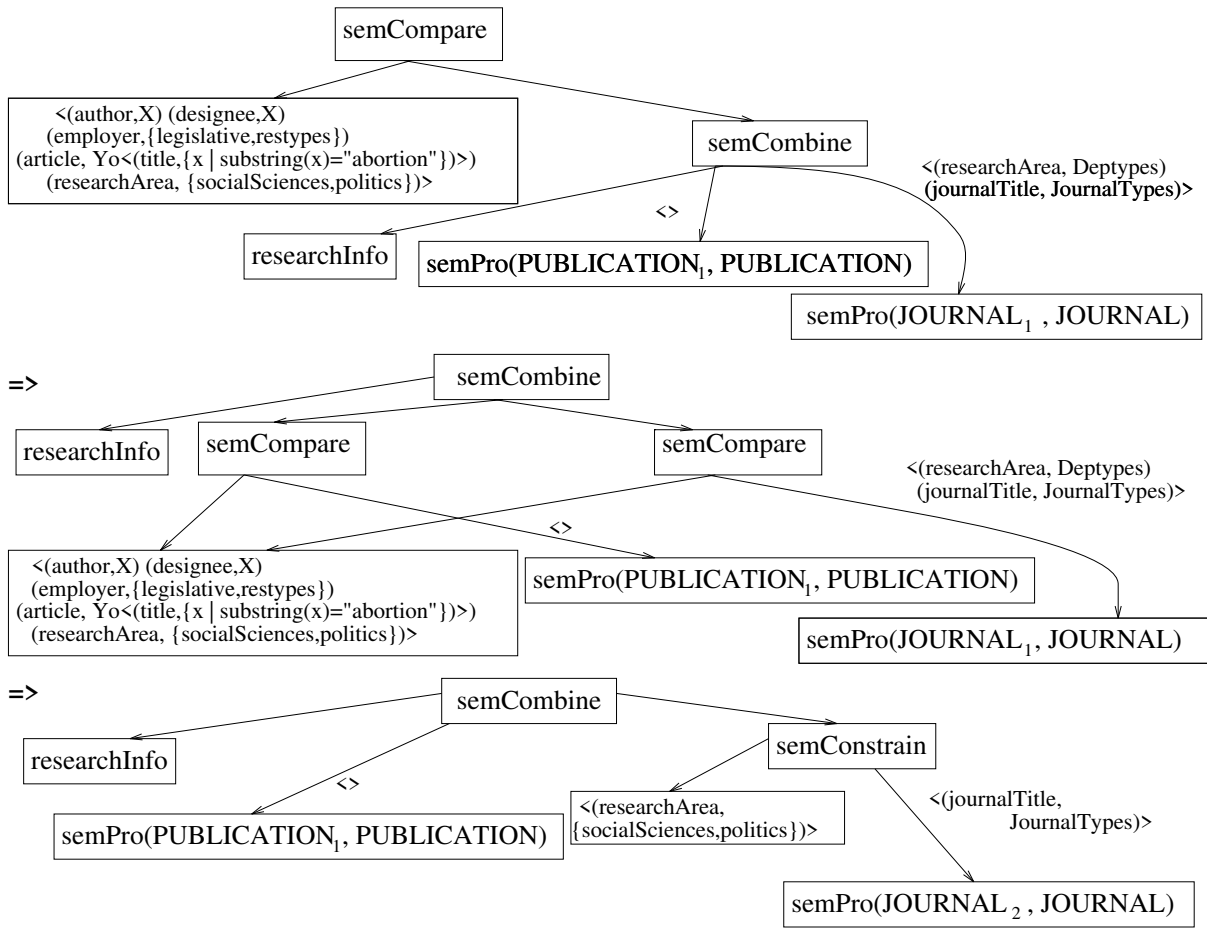 semCompare
<(author,X) (designee,X)
(employer,{legislative,restypes})
(article, Yo<(title,{x | substring(x)="abortion"})>)
(researchArea, {socialSciences,politics})>
semCombine
<(researchArea, Deptypes)
(journalTitle, JournalTypes)>
<>
researchInfo
semPro(PUBLICATION1, PUBLICATION)
semPro(JOURNAL1 , JOURNAL)
=>
semCombine
researchInfo
semCompare
semCompare
<(researchArea, Deptypes)
(journalTitle, JournalTypes)>
<>
<(author,X) (designee,X)
(employer,{legislative,restypes})
(article, Yo<(title,{x | substring(x)="abortion"})>)
(researchArea, {socialSciences,politics})>
semPro(PUBLICATION1, PUBLICATION)
semPro(JOURNAL1, JOURNAL)
=>
semCombine
researchInfo
semConstrain
<>
<(researchArea,
{socialSciences,politics})>
<(journalTitle,
JournalTypes)>
semPro(PUBLICATION1, PUBLICATION)
semPro(JOURNAL2 , JOURNAL)